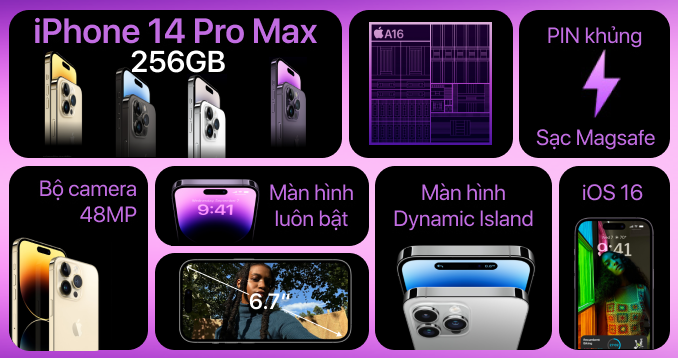 iPhone 14 Pro Max
256GB
A16
PIN khủng
Sạc Magsafe
Bộ camera
48MP
9:41
Màn hình
luôn bật
6.7"
Màn hình
Dynamic Island
iOS 16
9:41